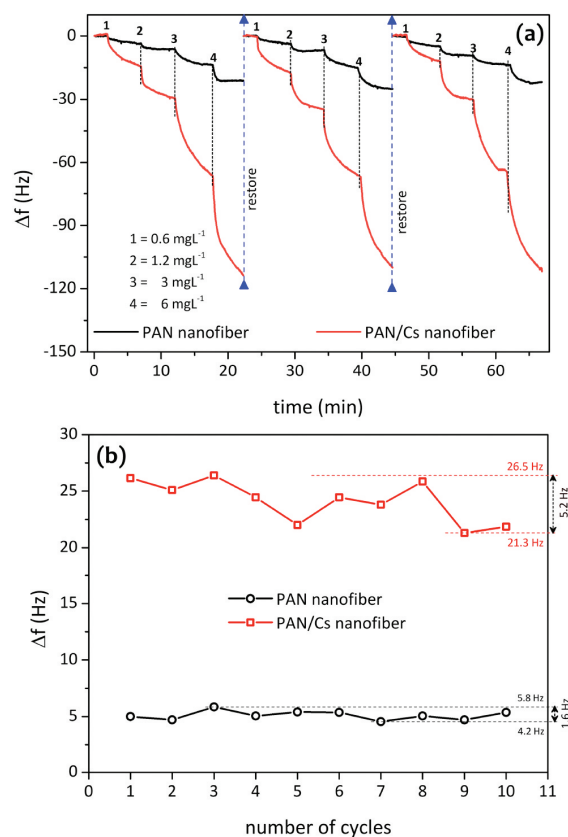 (a)
0
-30
-60
-90
-120
-150
Δf (Hz)
1 2 3 4
1 2 3 4
1 2 3 4
restore
restore
1 = 0.6 mgL⁻¹
2 = 1.2 mgL⁻¹
3 = 3 mgL⁻¹
4 = 6 mgL⁻¹
PAN nanofiber PAN/Cs nanofiber
0 10 20 30 40 50 60
time (min)
(b)
30
25
20
15
10
5
0
Δf (Hz)
26.5 Hz
5.2 Hz
21.3 Hz
PAN nanofiber
PAN/Cs nanofiber
5.8 Hz
1.6 Hz
4.2 Hz
0 1 2 3 4 5 6 7 8 9 10 11
number of cycles